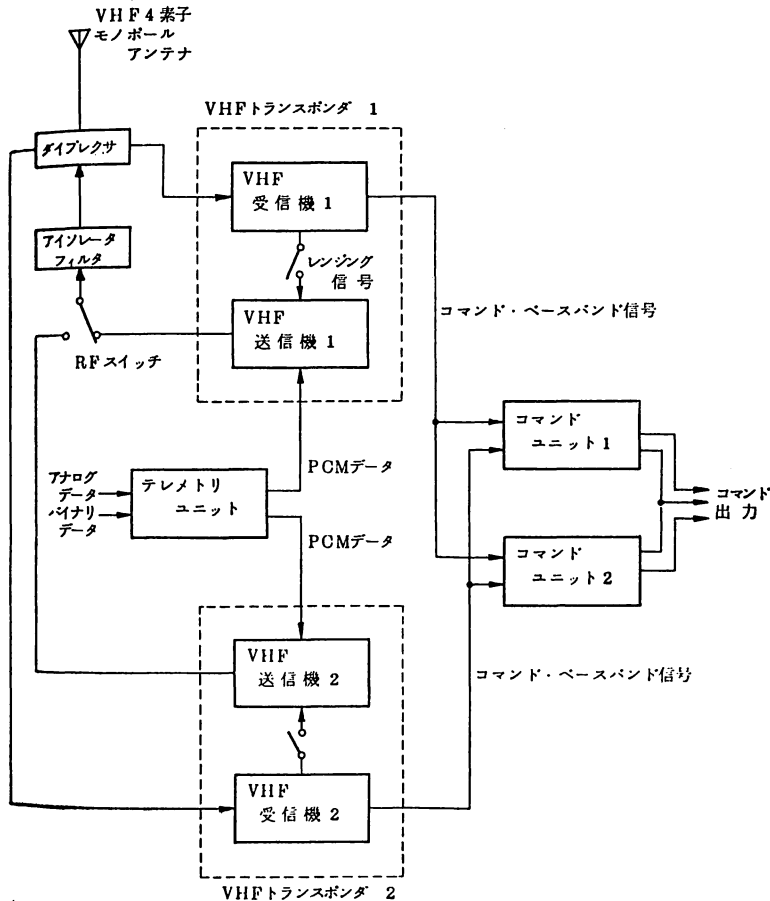 VHF4素子
モノポール
アンテナ
VHFトランスポンダ 1
ダイプレクサ
VHF
受信機1
アイソレータ
フィルタ
レンジング
信号
コマンド・ベースバンド信号
VHF
送信機1
RFスイッチ
コマンド
ユニット1
PCMデータ
アナログ
データ
バイナリ
データ
テレメトリ
ユニット
コマンド
出力
PCMデータ
コマンド
ユニット2
VHF
送信機2
コマンド・ベースバンド信号
VHF
受信機2
VHFトランスポンダ 2